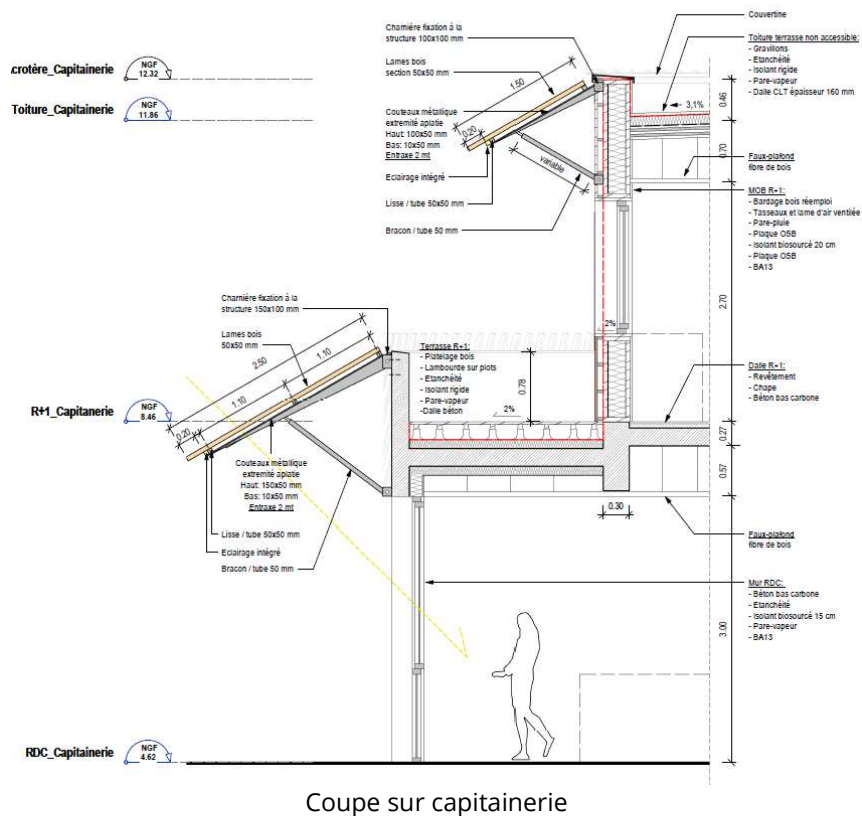 Charnière fixation à la
structure 100x100 mm
Lames bois
section 50x50 mm
Couteaux métallique
extremité aplatie
Haut: 100x50 mm
Bas: 10x50 mm
Entraxe 2 mt
Eclairage intégré
Lisse / tube 50x50 mm
Bracon / tube 50 mm
1.50
0.20
variable
Couvertine
Toiture terrasse non accessible:
- Gravillons
- Etanchéité
- Isolant rigide
- Pare-vapeur
- Dalle CLT épaisseur 160 mm
3,1%
0.46
0.70
Faux-plafond
fibre de bois
MOB R+1:
- Bardage bois réemploi
- Tasseaux et lame d'air ventilée
- Pare-pluie
- Plaque OSB
- Isolant biosourcé 20 cm
- Plaque OSB
- BA13
2.70
crotère_Capitainerie
NGF
12.32
Toiture_Capitainerie
NGF
11.86
Charnière fixation à la
structure 150x100 mm
Lames bois
50x50 mm
2.50
1.10
1.10
0.20
Terrasse R+1:
- Platelage bois
- Lambourde sur plots
- Etanchéité
- Isolant rigide
- Pare-vapeur
-Dalle béton
0.78
2%
2%
Dalle R+1:
- Revêtement
- Chape
- Béton bas carbone
0.27
0.57
R+1_Capitanerie
NGF
8.46
Couteaux métallique
extremité aplatie
Haut: 150x50 mm
Bas: 10x50 mm
Entraxe 2 mt
Lisse / tube 50x50 mm
Eclairage intégré
Bracon / tube 50 mm
0.30
Faux-plafond
fibre de bois
Mur RDC:
- Béton bas carbone
- Etanchéité
- Isolant biosourcé 15 cm
- Pare-vapeur
- BA13
3.00
RDC_Capitainerie
NGF
4.62
Coupe sur capitainerie